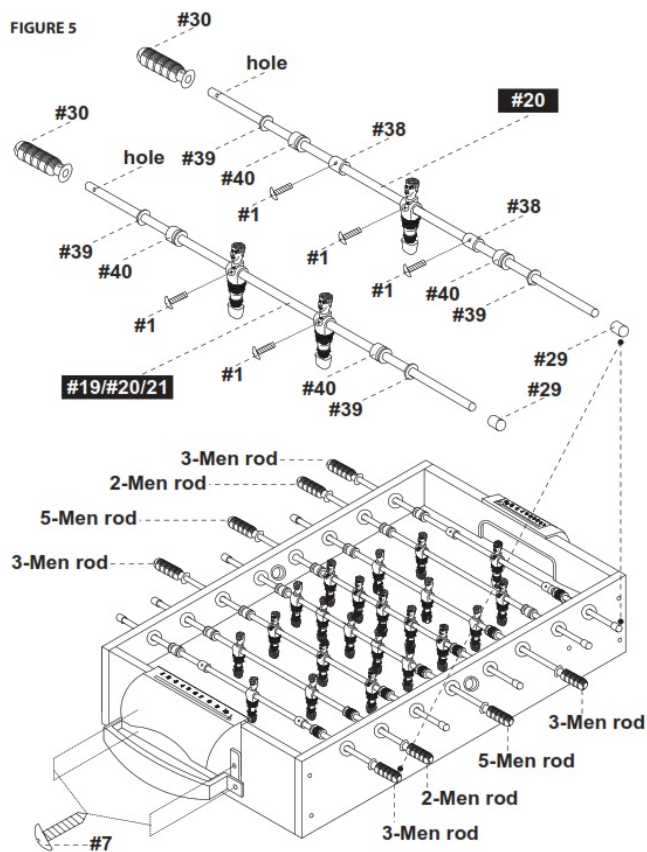 FIGURE 5
#30
hole
#20
#30
hole
#39
#38
#40
#1
#38
#39
#40
#1
#1
#40
#1
#39
#1
#29
#40
#29
#19/#20/21
#39
3-Men rod
2-Men rod
5-Men rod
3-Men rod
3-Men rod
5-Men rod
2-Men rod
3-Men rod
#7